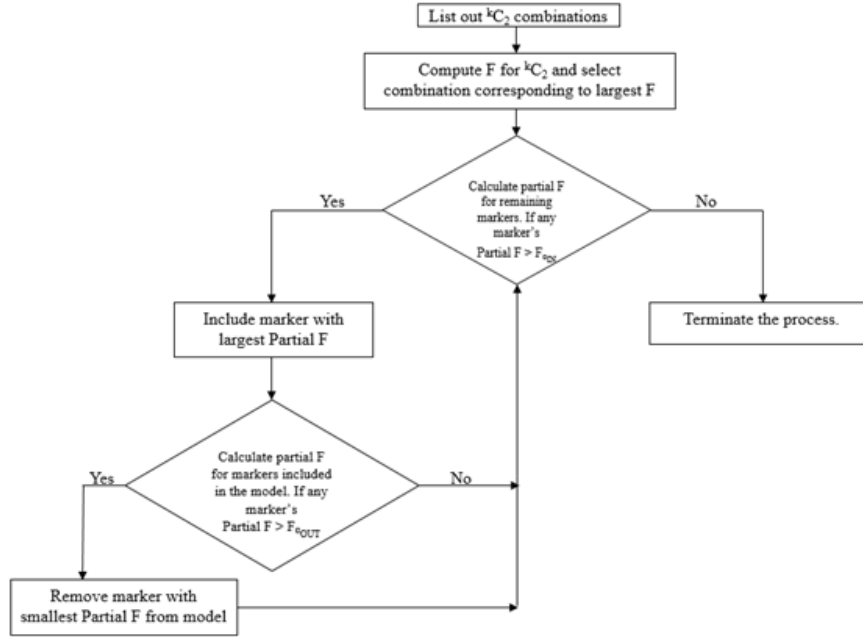 List out ᵏC₂ combinations
Compute F for ᵏC₂ and select
combination corresponding to largest F
Calculate partial F
for remaining
markers. If any
marker's
Partial F > F
Yes
No
Include marker with
largest Partial F
Terminate the process.
Calculate partial F
for markers included
in the model. If any
marker's
Partial F > F α OUT
Yes
No
Remove marker with
smallest Partial F from model